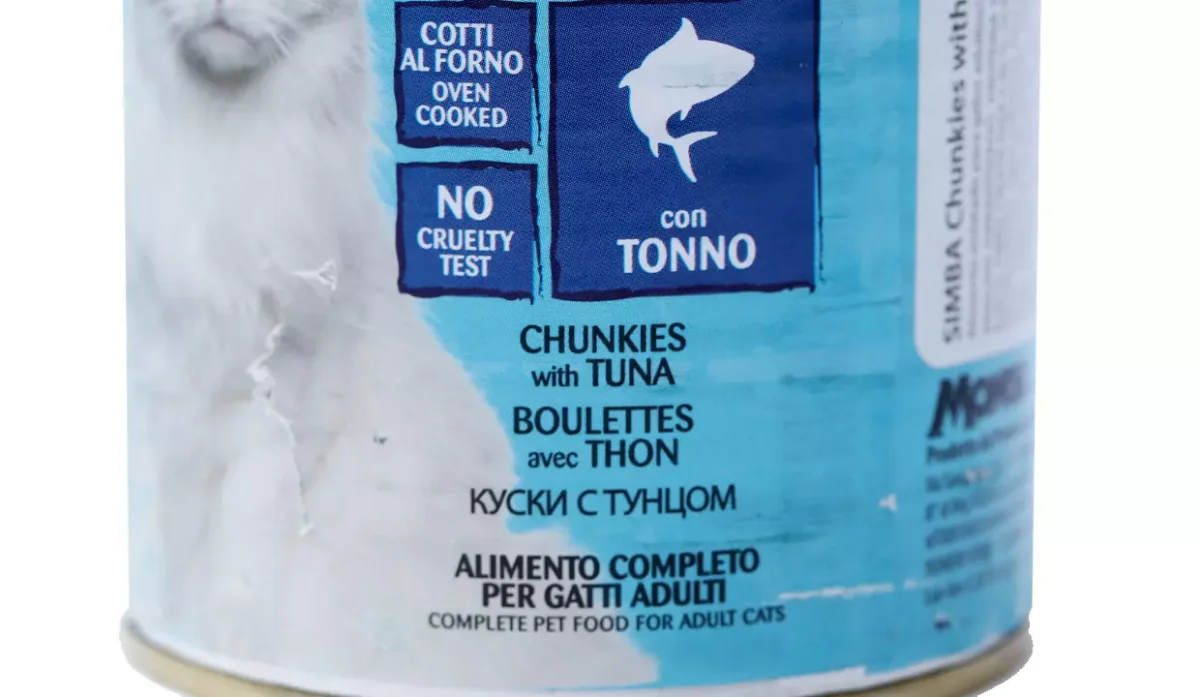 COTTI
AL FORNO
OVEN
COOKED
NO
CRUELTY
TEST
con
TONNO
CHUNKIES
with TUNA
BOULETTES
avec THON
КУСКИ С ТУНЦОМ
ALIMENTO COMPLETO
PER GATTI ADULTI
COMPLETE PET FOOD FOR ADULT CATS
SIMBA Chunkies with